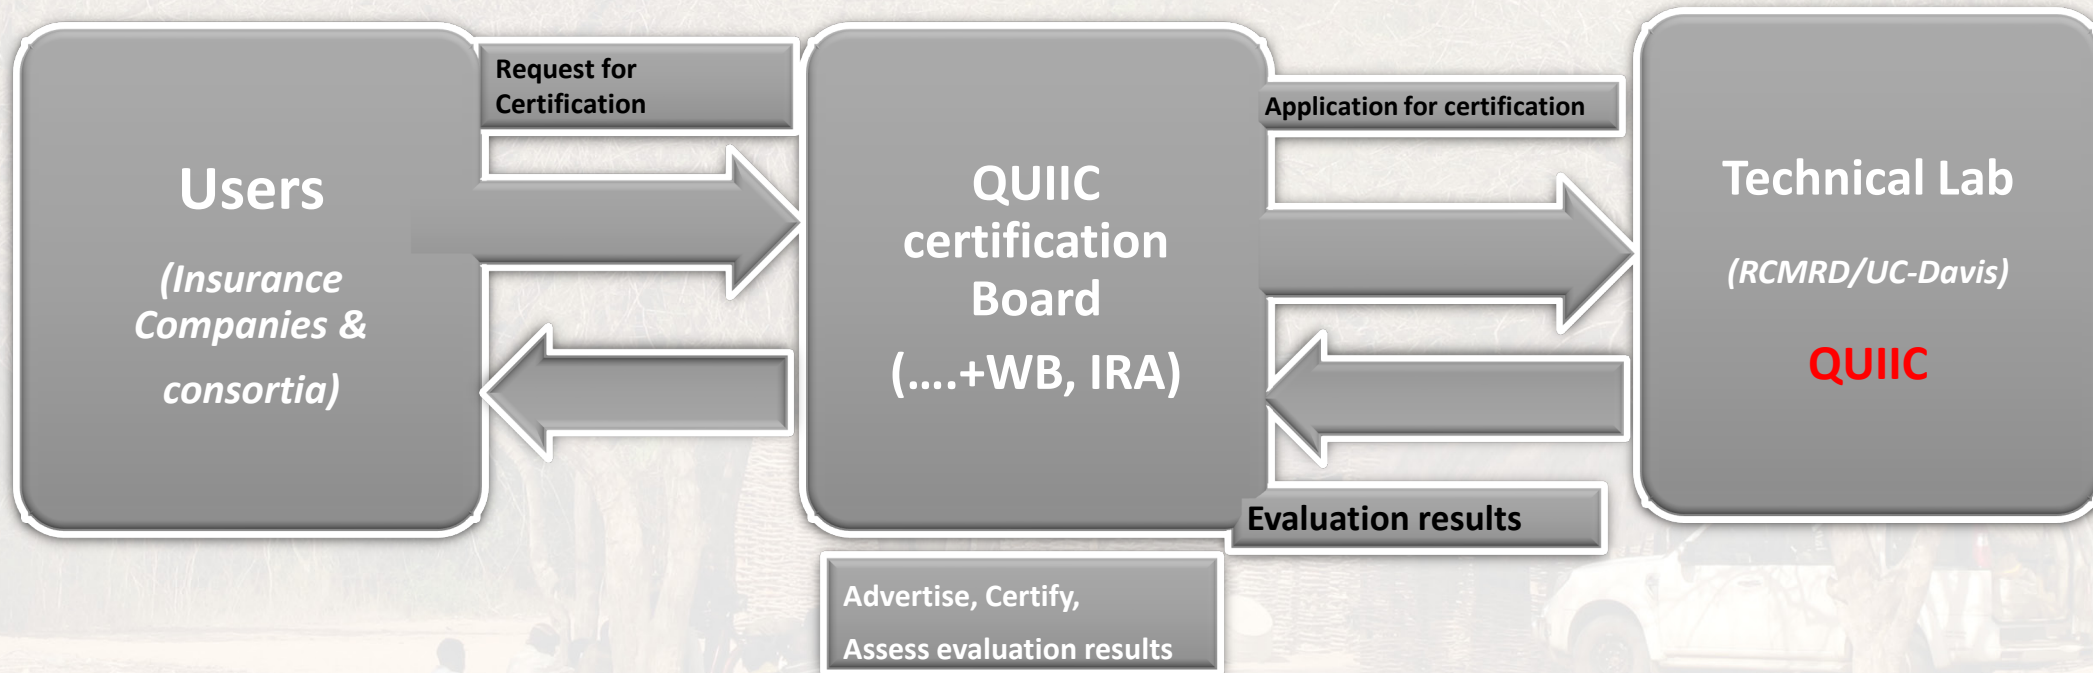 Users
(Insurance
Companies &
consortia)
Request for
Certification
QUIIC
certification
Board
(....+WB, IRA)
Advertise, Certify,
Assess evaluation results
Application for certification
Evaluation results
Technical Lab
(RCMRD/UC-Davis)
QUIIC